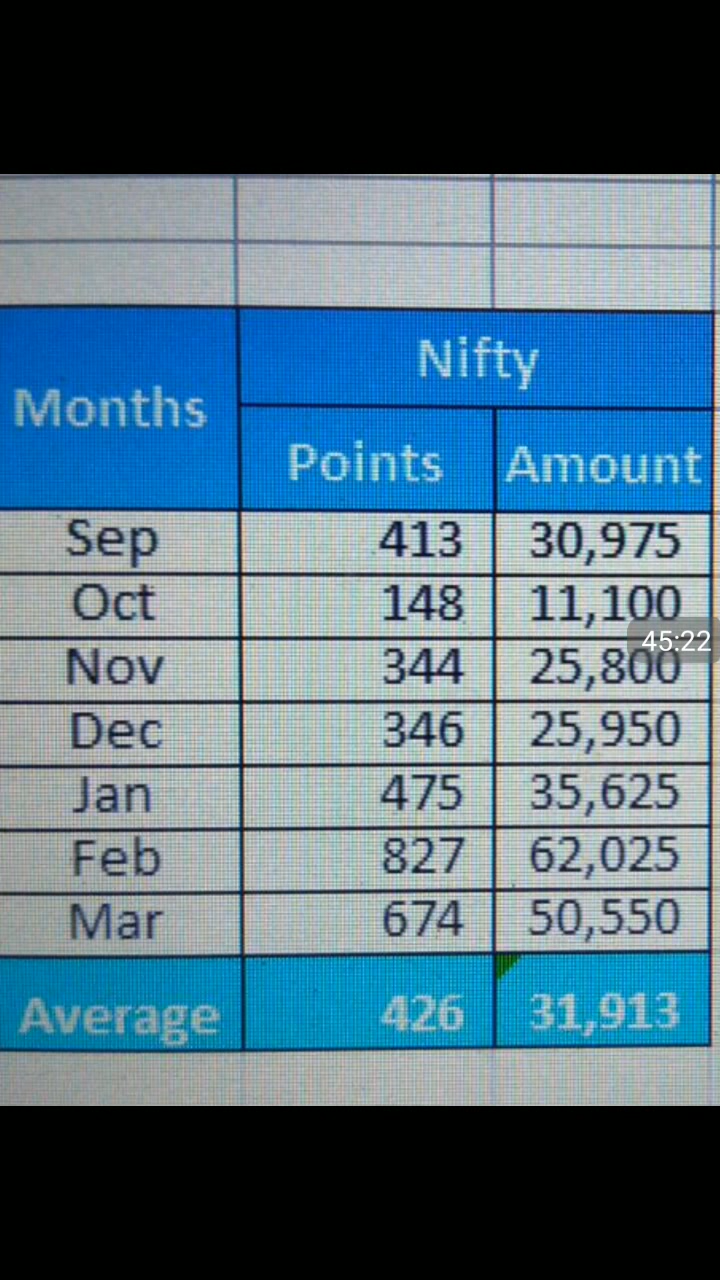 Nifty
Months
Points Amount
Sep 413 30,975
Oct 148 11,100
45:22
Nov 344 25,800
Dec 346 25,950
Jan 475 35,625
Feb 827 62,025
Mar 674 50,550
Average 426 31,913